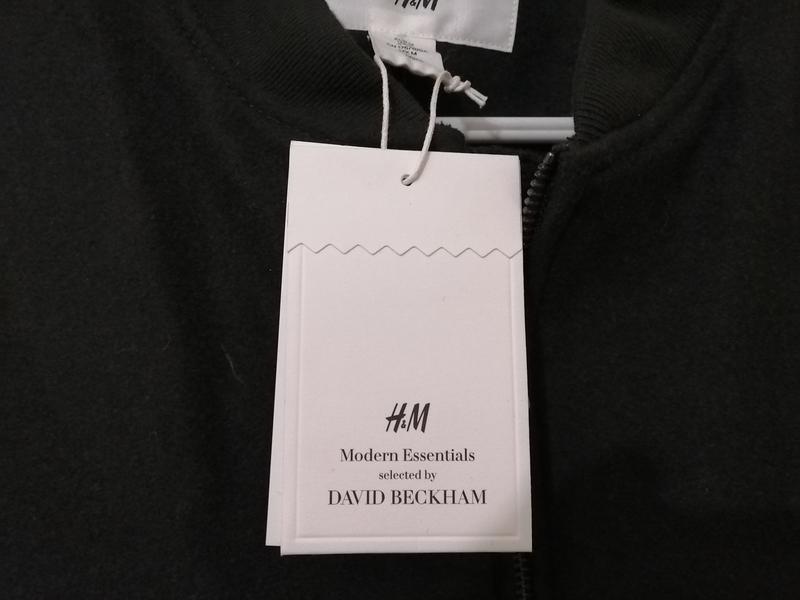 H&M
H&M
Modern Essentials
selected by
DAVID BECKHAM